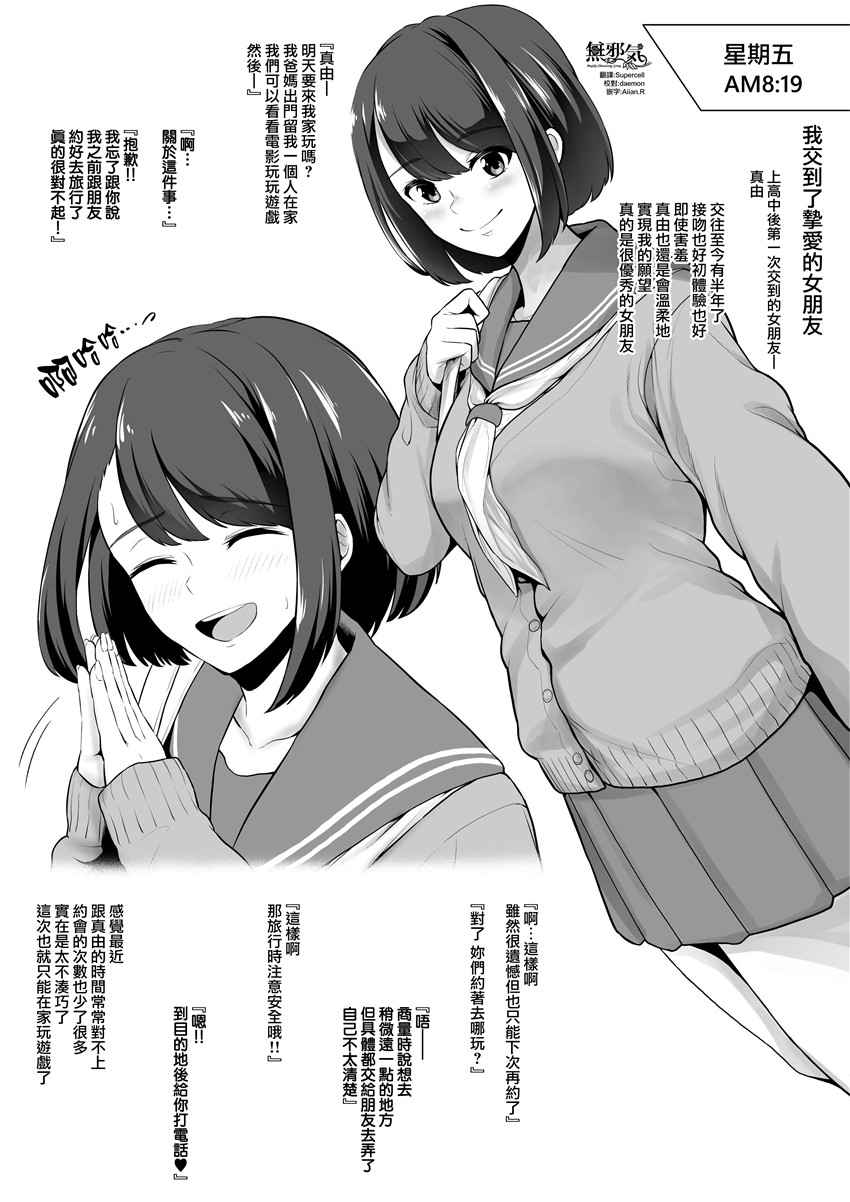 星期五
AM8:19
無邪気
翻譯:Supercell
校對:daemon
嵌字:Aiian.R
我交到了摯愛的女朋友
上高中後第一次交到的女朋友—
真由
交往至今有半年了
接吻也好初體驗也好
即使害羞
真由也還是會溫柔地
實現我的願望
真的是很優秀的女朋友
『真由—
明天要來我家玩嗎?
我爸媽出門留我一個人在家
我們可以看看電影玩玩遊戲
然後—』
『啊…
關於這件事…』
『抱歉!!
我忘了跟你說
我之前跟朋友
約好去旅行了
真的很對不起!』
『啊…這樣啊
雖然很遺憾但也只能下次再約了』
『對了 妳們約著去哪玩?』
『唔——
商量時說想去
稍微遠一點的地方
但具體都交給朋友去弄了
自己不太清楚』
『這樣啊
那旅行時注意安全哦!!』
『嗯!!
到目的地後給你打電話♥』
感覺最近
跟真由的時間常常對不上
約會的次數也少了很多
實在是太不湊巧了
這次也就只能在家玩遊戲了